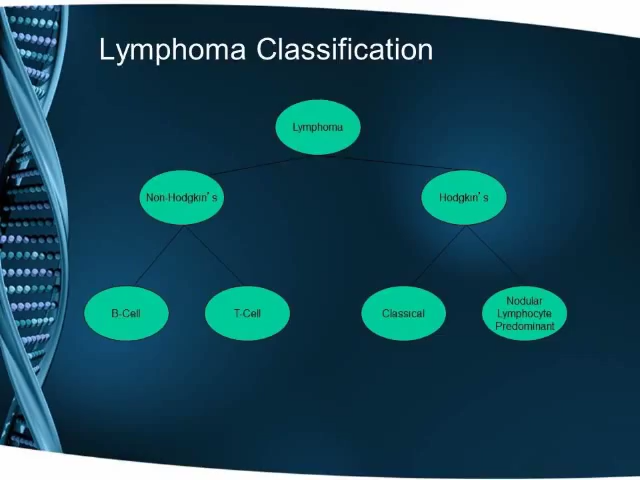 Lymphoma Classification
Lymphoma
Non-Hodgkin’s
Hodgkin’s
B-Cell
T-Cell
Classical
Nodular
Lymphocyte
Predominant